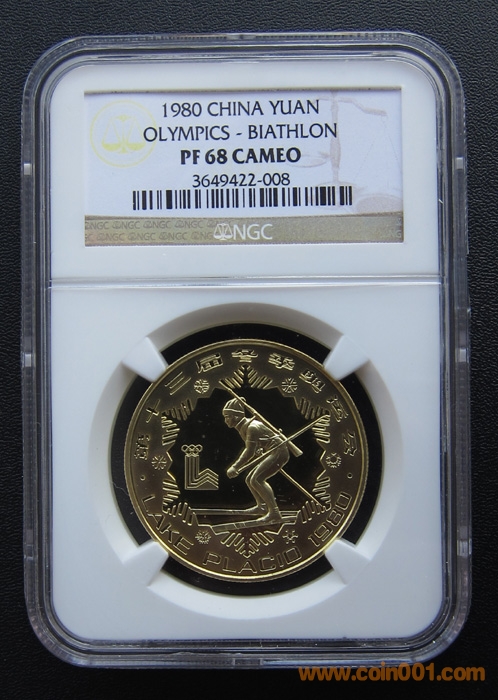 1980 CHINA YUAN
OLYMPICS - BIATHLON
PF 68 CAMEO
3649422-008
NGC
第十三届冬季奥运会
LAKE PLACID 1980
www.coin001.com